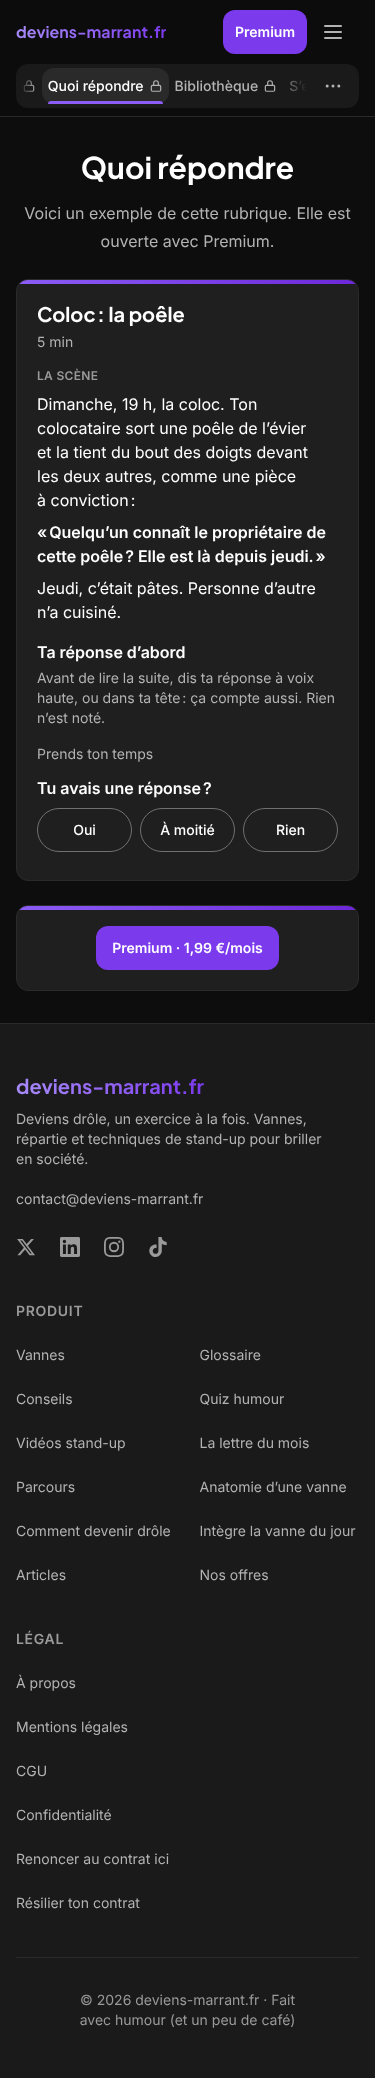 deviens-marrant.fr
Premium
Quoi répondre
Bibliothèque
Quoi répondre
Voici un exemple de cette rubrique. Elle est
ouverte avec Premium.
Coloc : la poêle
5 min
LA SCÈNE
Dimanche, 19 h, la coloc. Ton
colocataire sort une poêle de l’évier
et la tient du bout des doigts devant
les deux autres, comme une pièce
à conviction :
« Quelqu’un connaît le propriétaire de
cette poêle ? Elle est là depuis jeudi. »
Jeudi, c’était pâtes. Personne d’autre
n’a cuisiné.
Ta réponse d’abord
Avant de lire la suite, dis ta réponse à voix
haute, ou dans ta tête : ça compte aussi. Rien
n’est noté.
Prends ton temps
Tu avais une réponse ?
Oui
À moitié
Rien
Premium · 1,99 €/mois
deviens-marrant.fr
Deviens drôle, un exercice à la fois. Vannes,
répartie et techniques de stand-up pour briller
en société.
contact@deviens-marrant.fr
PRODUIT
Vannes
Glossaire
Conseils
Quiz humour
Vidéos stand-up
La lettre du mois
Parcours
Anatomie d’une vanne
Comment devenir drôle
Intègre la vanne du jour
Articles
Nos offres
LÉGAL
À propos
Mentions légales
CGU
Confidentialité
Renoncer au contrat ici
Résilier ton contrat
© 2026 deviens-marrant.fr · Fait
avec humour (et un peu de café)